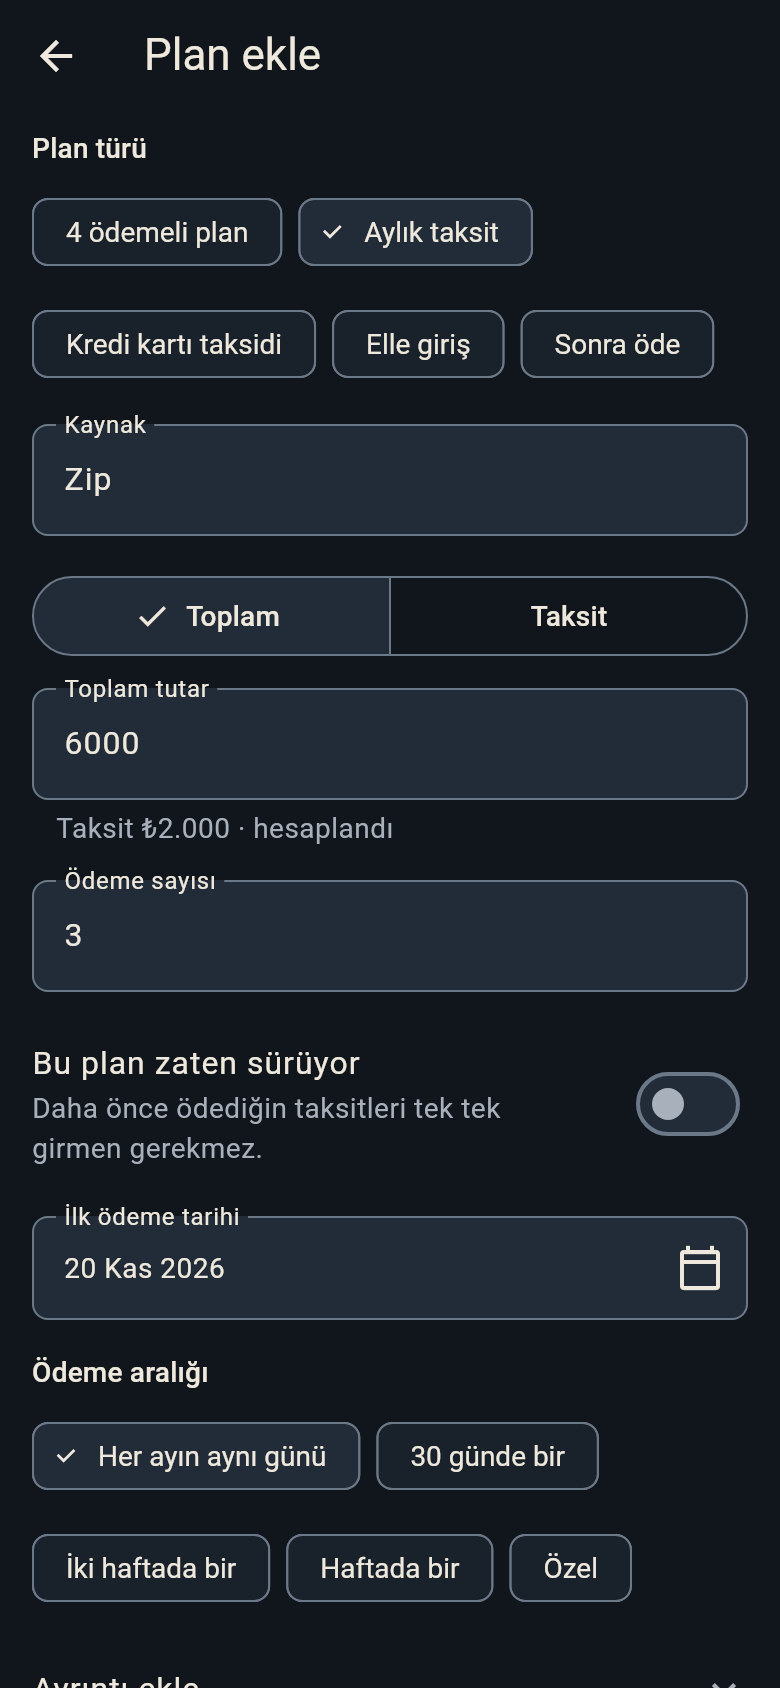 Plan ekle
Plan türü
4 ödemeli plan
Aylık taksit
Kredi kartı taksidi
Elle giriş
Sonra öde
Kaynak
Zip
Toplam
Taksit
Toplam tutar
6000
Taksit ₺2.000 · hesaplandı
Ödeme sayısı
3
Bu plan zaten sürüyor
Daha önce ödediğin taksitleri tek tek
girmen gerekmez.
İlk ödeme tarihi
20 Kas 2026
Ödeme aralığı
Her ayın aynı günü
30 günde bir
İki haftada bir
Haftada bir
Özel
Ayrıntı ekle